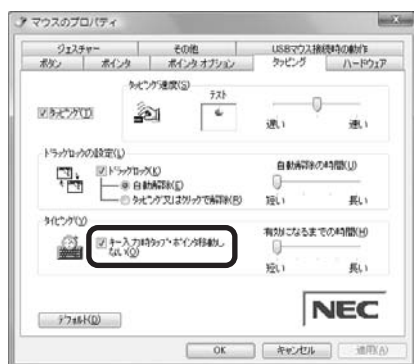 マウスのプロパティ
ジェスチャー その他 USBマウス接続時の動作
ボタン ポインタ ポインタ オプション タッピング ハードウェア
タッピング速度(S)
テスト
タッピング(T)
遅い 速い
ドラッグロックの設定(L)
ドラッグロック(K)
自動解除(E)
タッピング又はクリックで解除(R)
自動解除の時間(U)
短い 長い
タイピング(Y)
キー入力時タップ・ポインタ移動し
ない(O)
有効になるまでの時間(H)
短い 長い
NEC
デフォルト(D)
OK キャンセル 適用(A)